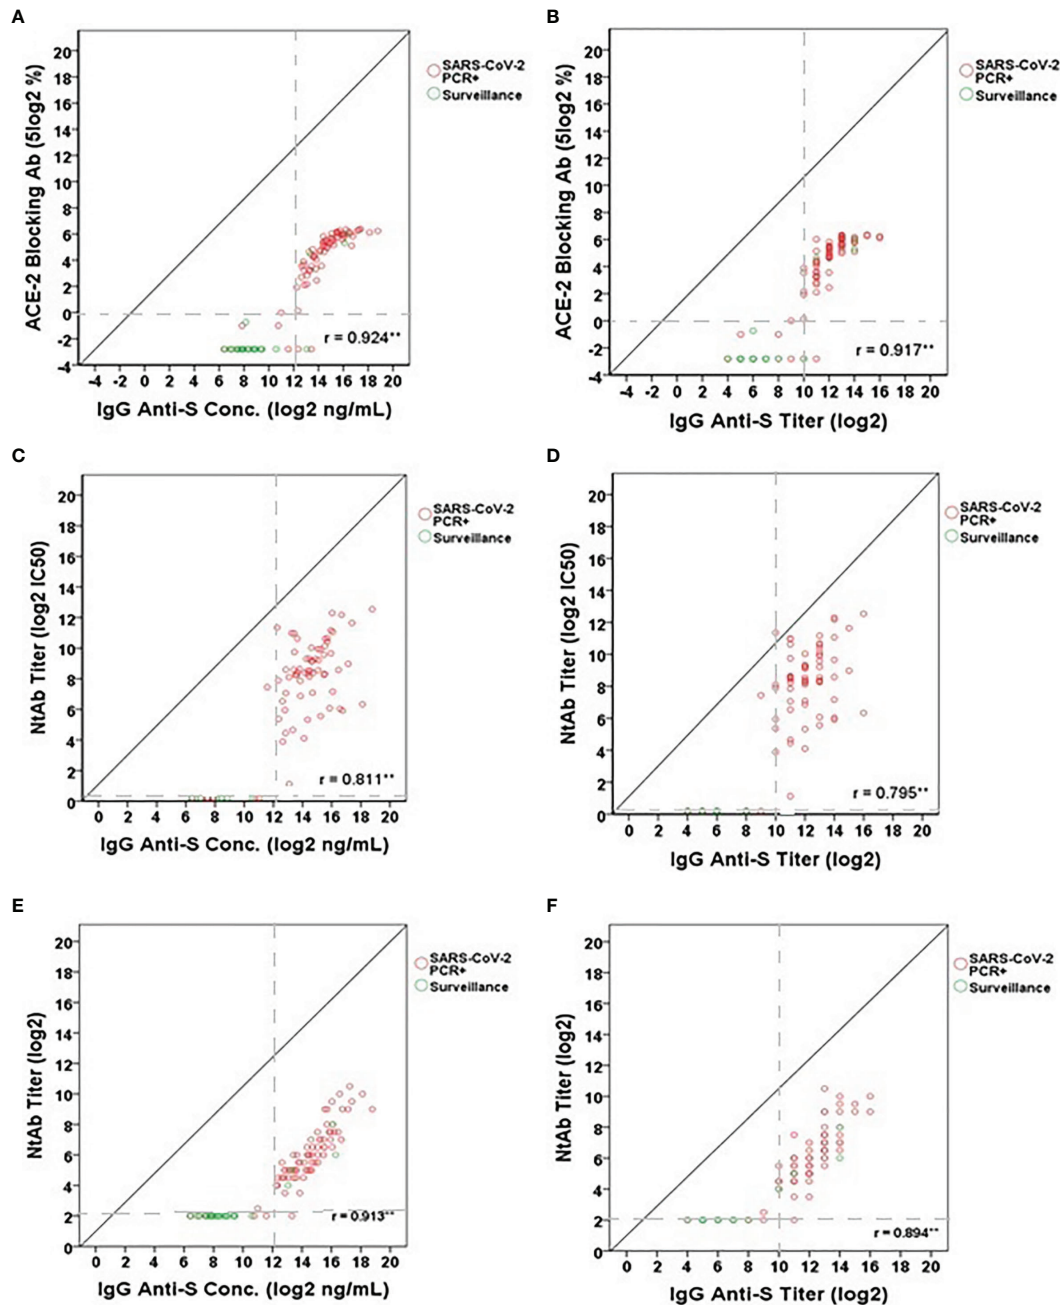 A
20
18
16
14
12
10
8
6
4
2
0
-2
-4
ACE-2 Blocking Ab (5log2 %)
SARS-CoV-2
PCR+
Surveillance
r = 0.924**
-4 -2 0 2 4 6 8 10 12 14 16 18 20
IgG Anti-S Conc. (log2 ng/mL)
B
20
18
16
14
12
10
8
6
4
2
0
-2
-4
ACE-2 Blocking Ab (5log2 %)
SARS-CoV-2
PCR+
Surveillance
r = 0.917**
-4 -2 0 2 4 6 8 10 12 14 16 18 20
IgG Anti-S Titer (log2)
C
20
18
16
14
12
10
8
6
4
2
0
NtAb Titer (log2 IC50)
SARS-CoV-2
PCR+
Surveillance
r = 0.811**
0 2 4 6 8 10 12 14 16 18 20
IgG Anti-S Conc. (log2 ng/mL)
D
20
18
16
14
12
10
8
6
4
2
0
NtAb Titer (log2 IC50)
SARS-CoV-2
PCR+
Surveillance
r = 0.795**
0 2 4 6 8 10 12 14 16 18 20
IgG Anti-S Titer (log2)
E
20
18
16
14
12
10
8
6
4
2
0
NtAb Titer (log2)
SARS-CoV-2
PCR+
Surveillance
r = 0.913**
0 2 4 6 8 10 12 14 16 18 20
IgG Anti-S Conc. (log2 ng/mL)
F
20
18
16
14
12
10
8
6
4
2
0
NtAb Titer (log2)
SARS-CoV-2
PCR+
Surveillance
r = 0.894**
0 2 4 6 8 10 12 14 16 18 20
IgG Anti-S Titer (log2)